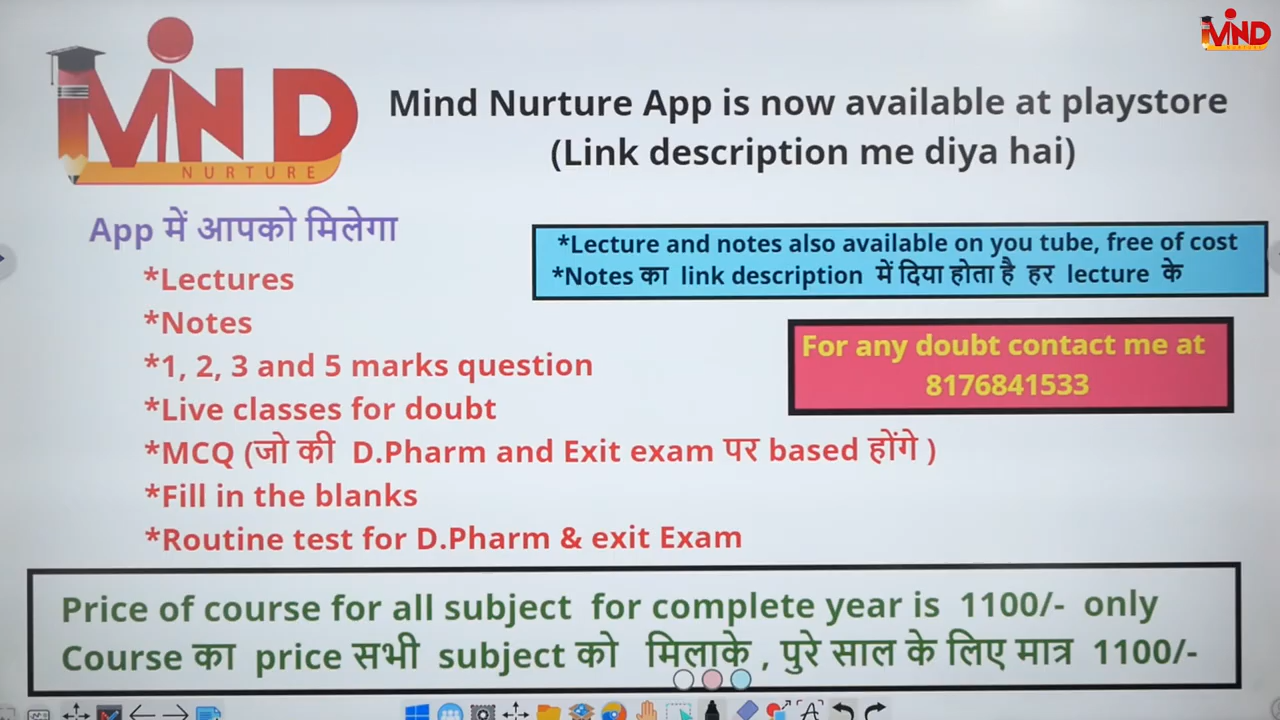 MIND
NURTURE
MIND
NURTURE
Mind Nurture App is now available at playstore
(Link description me diya hai)
App में आपको मिलेगा
*Lectures
*Notes
*1, 2, 3 and 5 marks question
*Live classes for doubt
*MCQ (जो की D.Pharm and Exit exam पर based होंगे )
*Fill in the blanks
*Routine test for D.Pharm & exit Exam
*Lecture and notes also available on you tube, free of cost
*Notes का link description में दिया होता है हर lecture के
For any doubt contact me at
8176841533
Price of course for all subject for complete year is 1100/- only
Course का price सभी subject को मिलाके , पुरे साल के लिए मात्र 1100/-